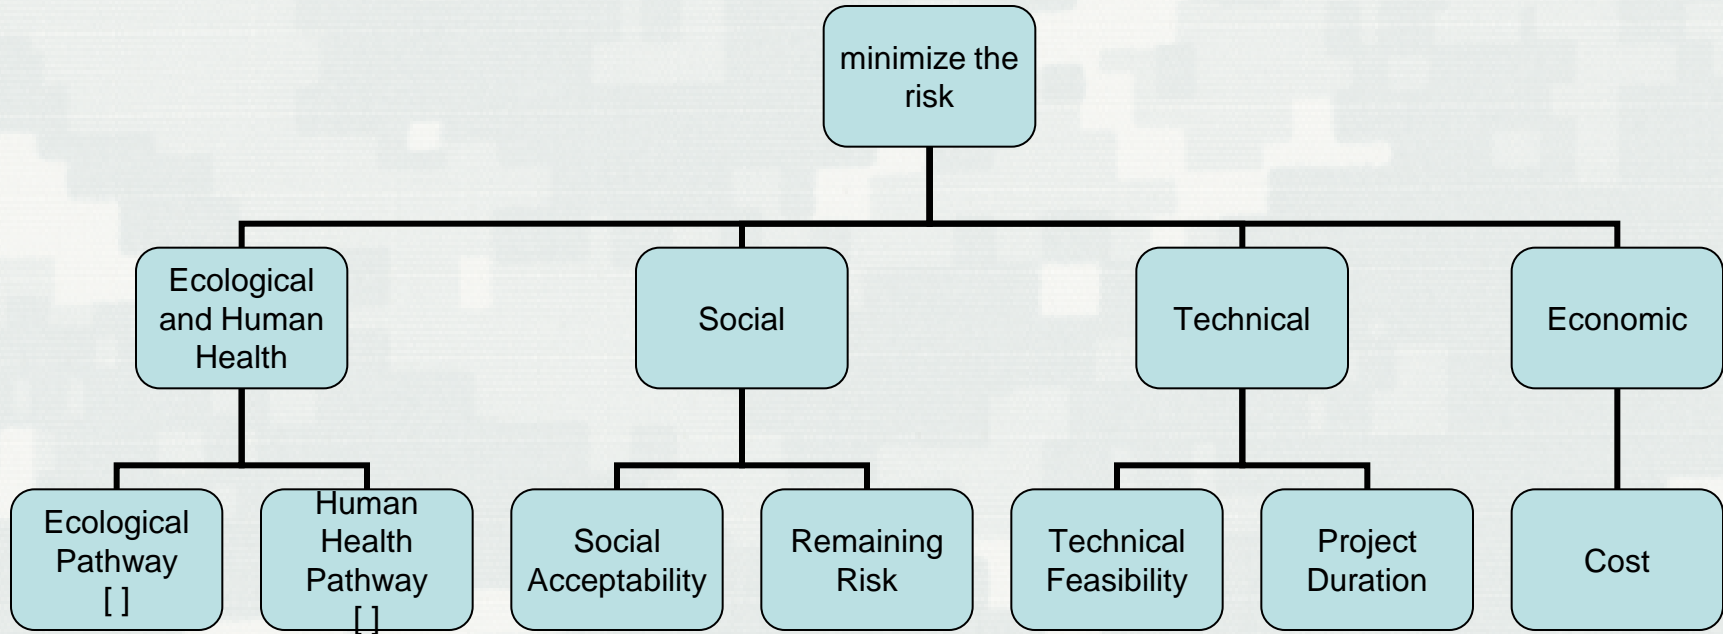 minimize the
risk
Ecological
and Human
Health
Social
Technical
Economic
Ecological
Pathway
[ ]
Human
Health
Pathway
[ ]
Social
Acceptability
Remaining
Risk
Technical
Feasibility
Project
Duration
Cost